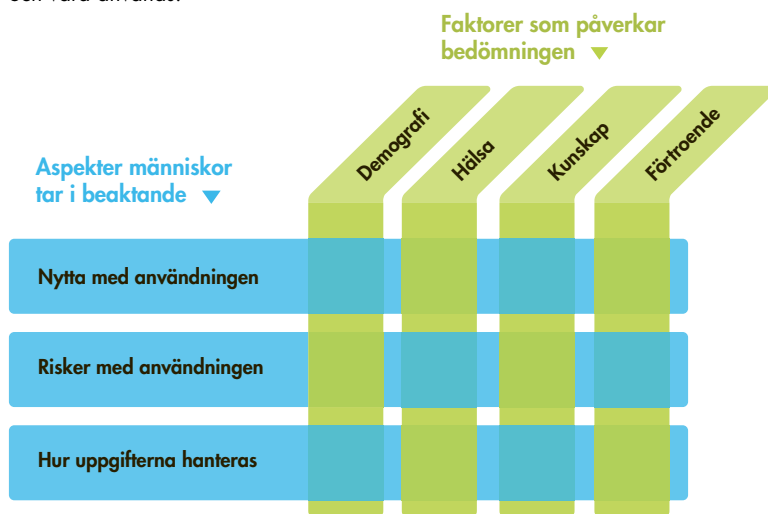 Faktorer som påverkar
bedömningen
Demografi
Hälsa
Kunskap
Förtroende
Aspekter människor
tar i beaktande
Nytta med användningen
Risker med användningen
Hur uppgifterna hanteras